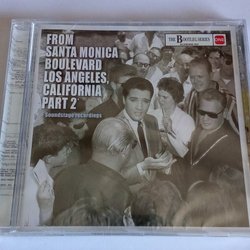 FROM
SANTA MONICA
BOULEVARD
LOS ANGELES,
CALIFORNIA
PART 2
Soundstage recordings
THE BOOTLEG SERIES